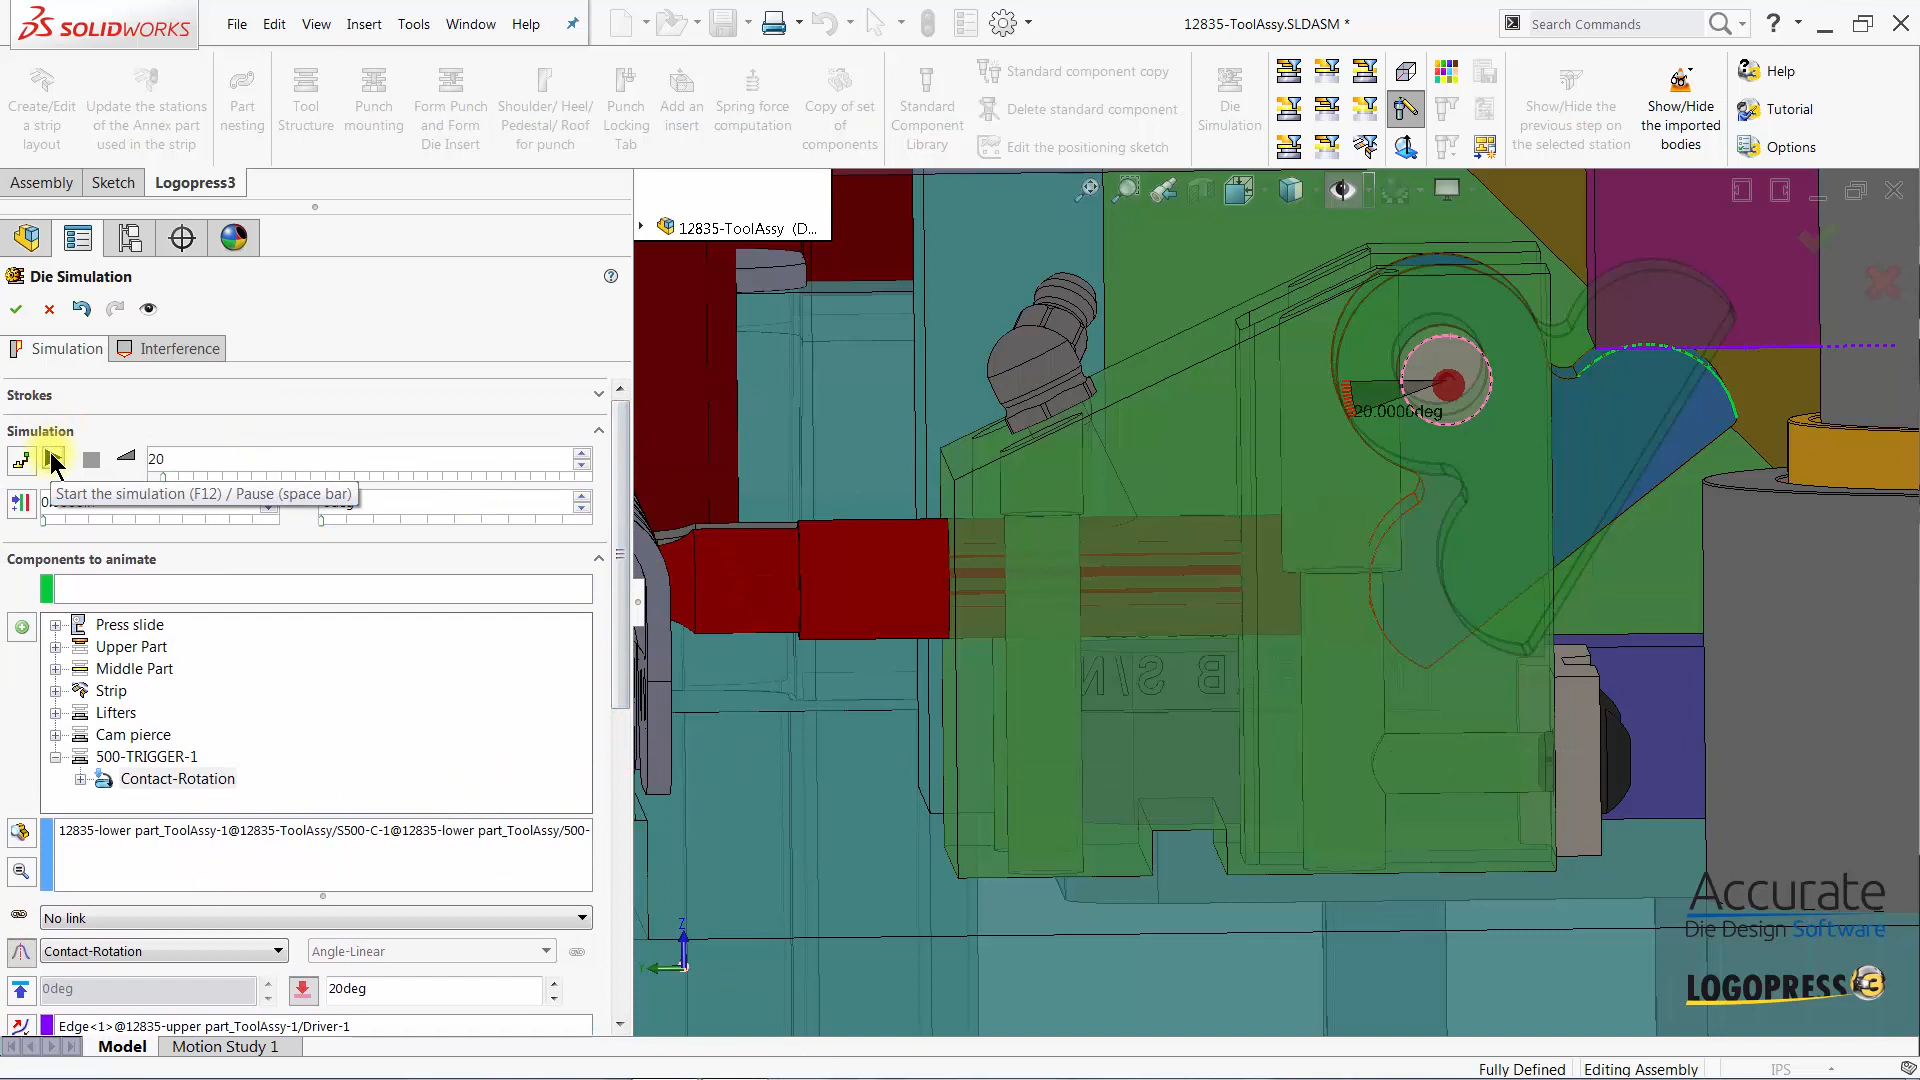 SOLIDWORKS
File Edit View Insert Tools Window Help
12835-ToolAssy.SLDASM *
Search Commands
Create/Edit a strip layout
Update the stations of the Annex part used in the strip
Part nesting
Tool Structure
Punch mounting
Form Punch and Form Die Insert
Shoulder/ Heel/ Pedestal/ Roof for punch
Punch Locking Tab
Add an insert
Spring force computation
Copy of set of components
Standard Component Library
Standard component copy
Delete standard component
Edit the positioning sketch
Die Simulation
Show/Hide the previous step on the selected station
Show/Hide the imported bodies
Help
Tutorial
Options
Assembly Sketch Logopress3
12835-ToolAssy (D...
Die Simulation
Simulation Interference
Strokes
Simulation
20
Start the simulation (F12) / Pause (space bar)
Components to animate
Press slide
Upper Part
Middle Part
Strip
Lifters
Cam pierce
500-TRIGGER-1
Contact-Rotation
12835-lower part_ToolAssy-1@12835-ToolAssy/S500-C-1@12835-lower part_ToolAssy/500-
No link
Contact-Rotation Angle-Linear
0deg 20deg
Edge<1>@12835-upper part_ToolAssy-1/Driver-1
20.0000deg
B S/N
Z
Accurate
Die Design Software
LOGOPRESS 3
Model Motion Study 1
Fully Defined Editing Assembly IPS